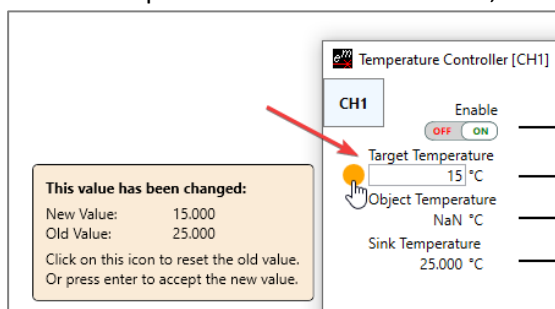 Temperature Controller [CH1]
CH1
Enable
OFF ON
Target Temperature
15 °C
Object Temperature
NaN °C
Sink Temperature
25.000 °C
This value has been changed:
New Value: 15.000
Old Value: 25.000
Click on this icon to reset the old value.
Or press enter to accept the new value.